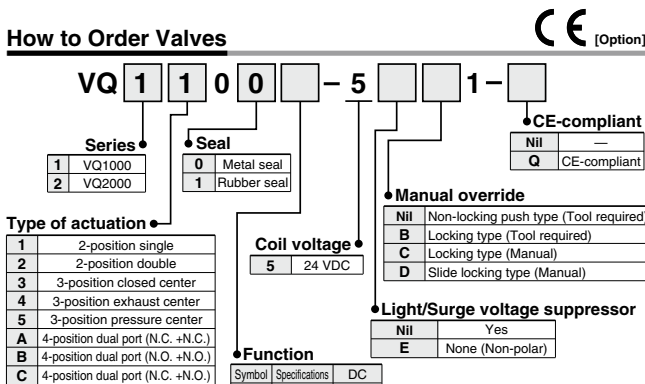 How to Order Valves
CE [Option]
VQ 1 1 0 0 – 5 1 –
Series
1 VQ1000
2 VQ2000
Seal
0 Metal seal
1 Rubber seal
CE-compliant
Nil —
Q CE-compliant
Manual override
Nil Non-locking push type (Tool required)
B Locking type (Tool required)
C Locking type (Manual)
D Slide locking type (Manual)
Type of actuation
1 2-position single
2 2-position double
3 3-position closed center
4 3-position exhaust center
5 3-position pressure center
A 4-position dual port (N.C. +N.C.)
B 4-position dual port (N.O. +N.O.)
C 4-position dual port (N.C. +N.O.)
Coil voltage
5 24 VDC
Light/Surge voltage suppressor
Nil Yes
E None (Non-polar)
Function
Symbol Specifications DC